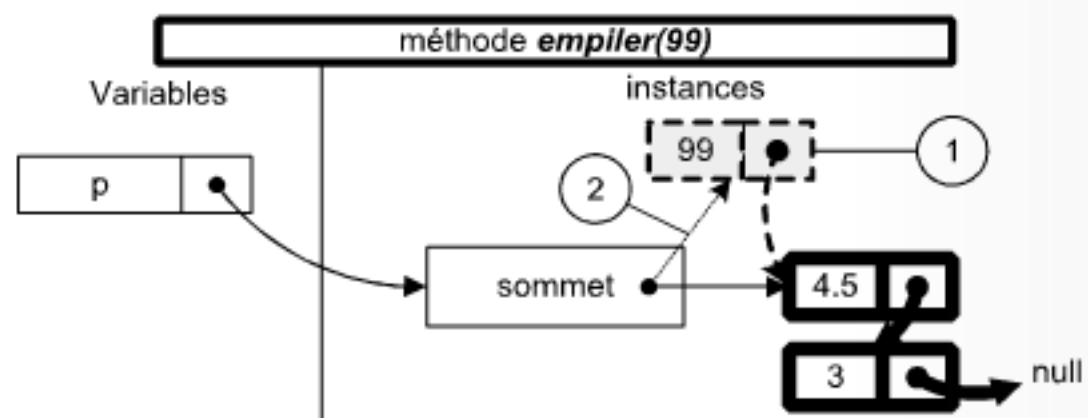 méthode empiler(99)
Variables
instances
99
1
p
2
sommet
4.5
3
null